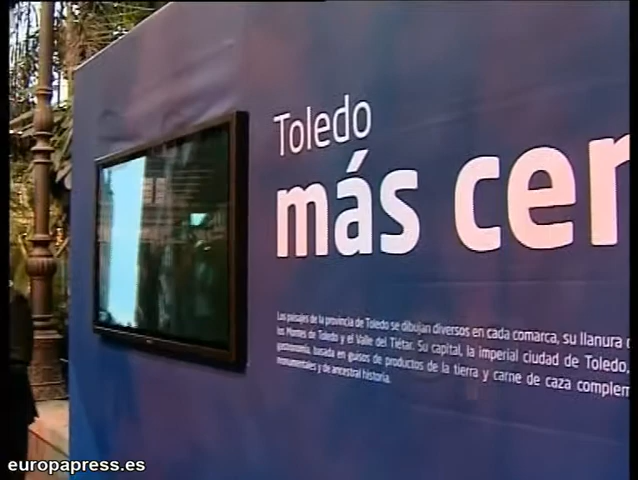 Toledo
más cer
Los paisajes de la provincia de Toledo se dibujan diversos en cada comarca, su llanura
los Montes de Toledo y el Valle del Tiétar. Su capital, la imperial ciudad de Toledo,
gastronomía, basada en guisos de productos de la tierra y carne de caza complem
monumentales y de ancestral historia.
europapress.es